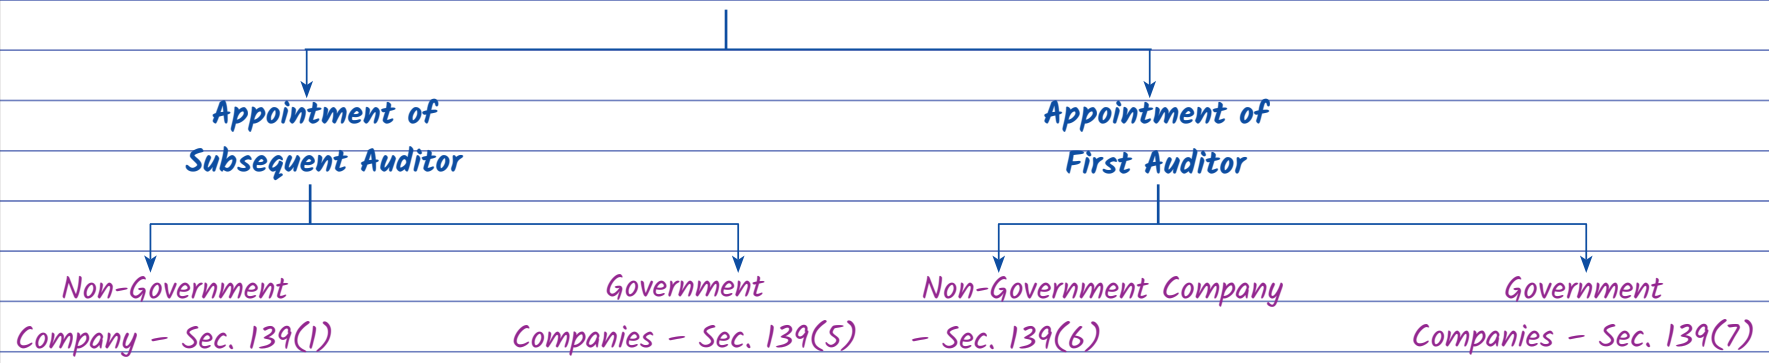 Appointment of
Subsequent Auditor
Appointment of
First Auditor
Non-Government
Company – Sec. 139(1)
Government
Companies – Sec. 139(5)
Non-Government Company
– Sec. 139(6)
Government
Companies – Sec. 139(7)